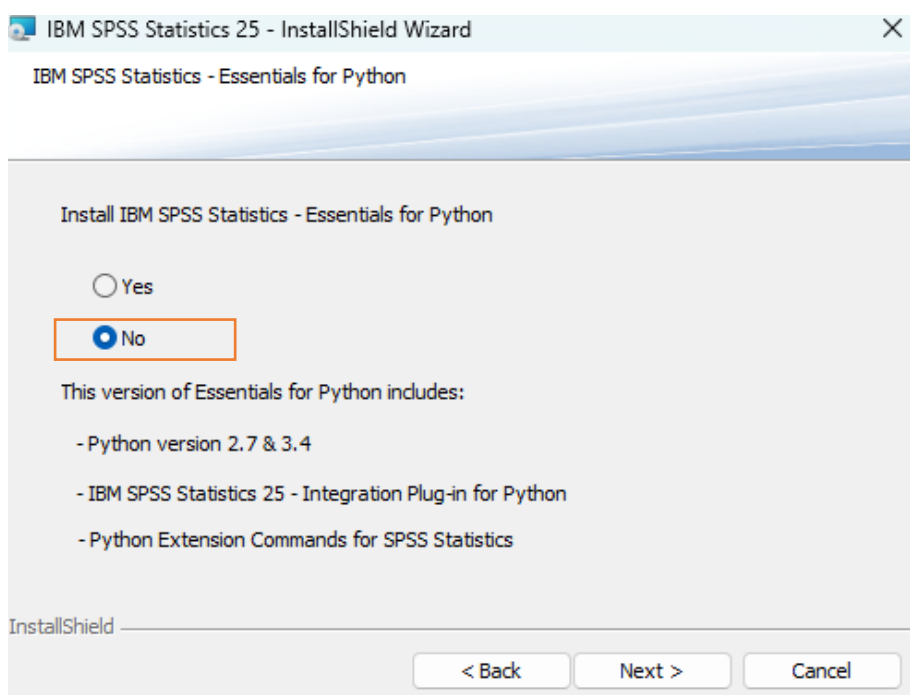 IBM SPSS Statistics 25 - InstallShield Wizard
IBM SPSS Statistics - Essentials for Python
Install IBM SPSS Statistics - Essentials for Python
Yes
No
This version of Essentials for Python includes:
- Python version 2.7 & 3.4
- IBM SPSS Statistics 25 - Integration Plug-in for Python
- Python Extension Commands for SPSS Statistics
InstallShield
< Back Next > Cancel